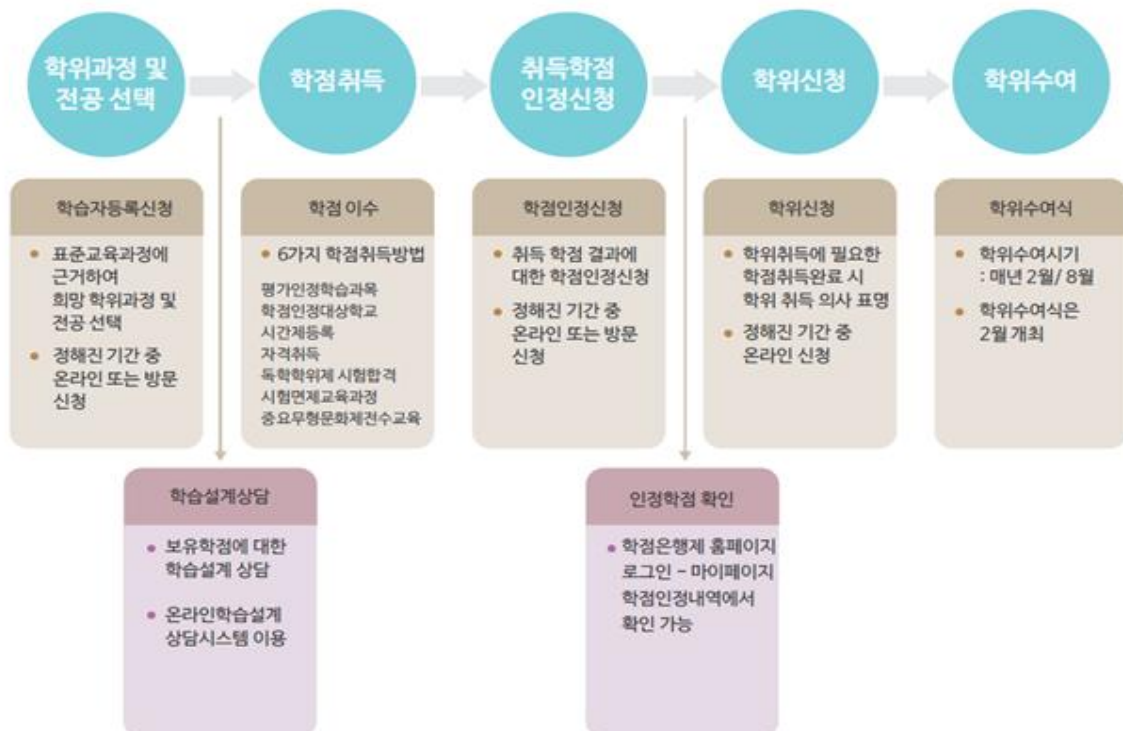 학위과정 및
전공 선택
학점취득
취득학점
인정신청
학위신청
학위수여
학습자등록신청
• 표준교육과정에
근거하여
희망 학위과정 및
전공 선택
• 정해진 기간 중
온라인 또는 방문
신청
학점 이수
• 6가지 학점취득방법
평가인정학습과목
학점인정대상학교
시간제등록
자격취득
독학학위제 시험합격
시험면제교육과정
중요무형문화제전수교육
학점인정신청
• 취득 학점 결과에
대한 학점인정신청
• 정해진 기간 중
온라인 또는 방문
신청
학위신청
• 학위취득에 필요한
학점취득완료 시
학위 취득 의사 표명
• 정해진 기간 중
온라인 신청
학위수여식
• 학위수여시기
: 매년 2월/ 8월
• 학위수여식은
2월 개최
학습설계상담
• 보유학점에 대한
학습설계 상담
• 온라인학습설계
상담시스템 이용
인정학점 확인
• 학점은행제 홈페이지
로그인 – 마이페이지
학점인정내역에서
확인 가능